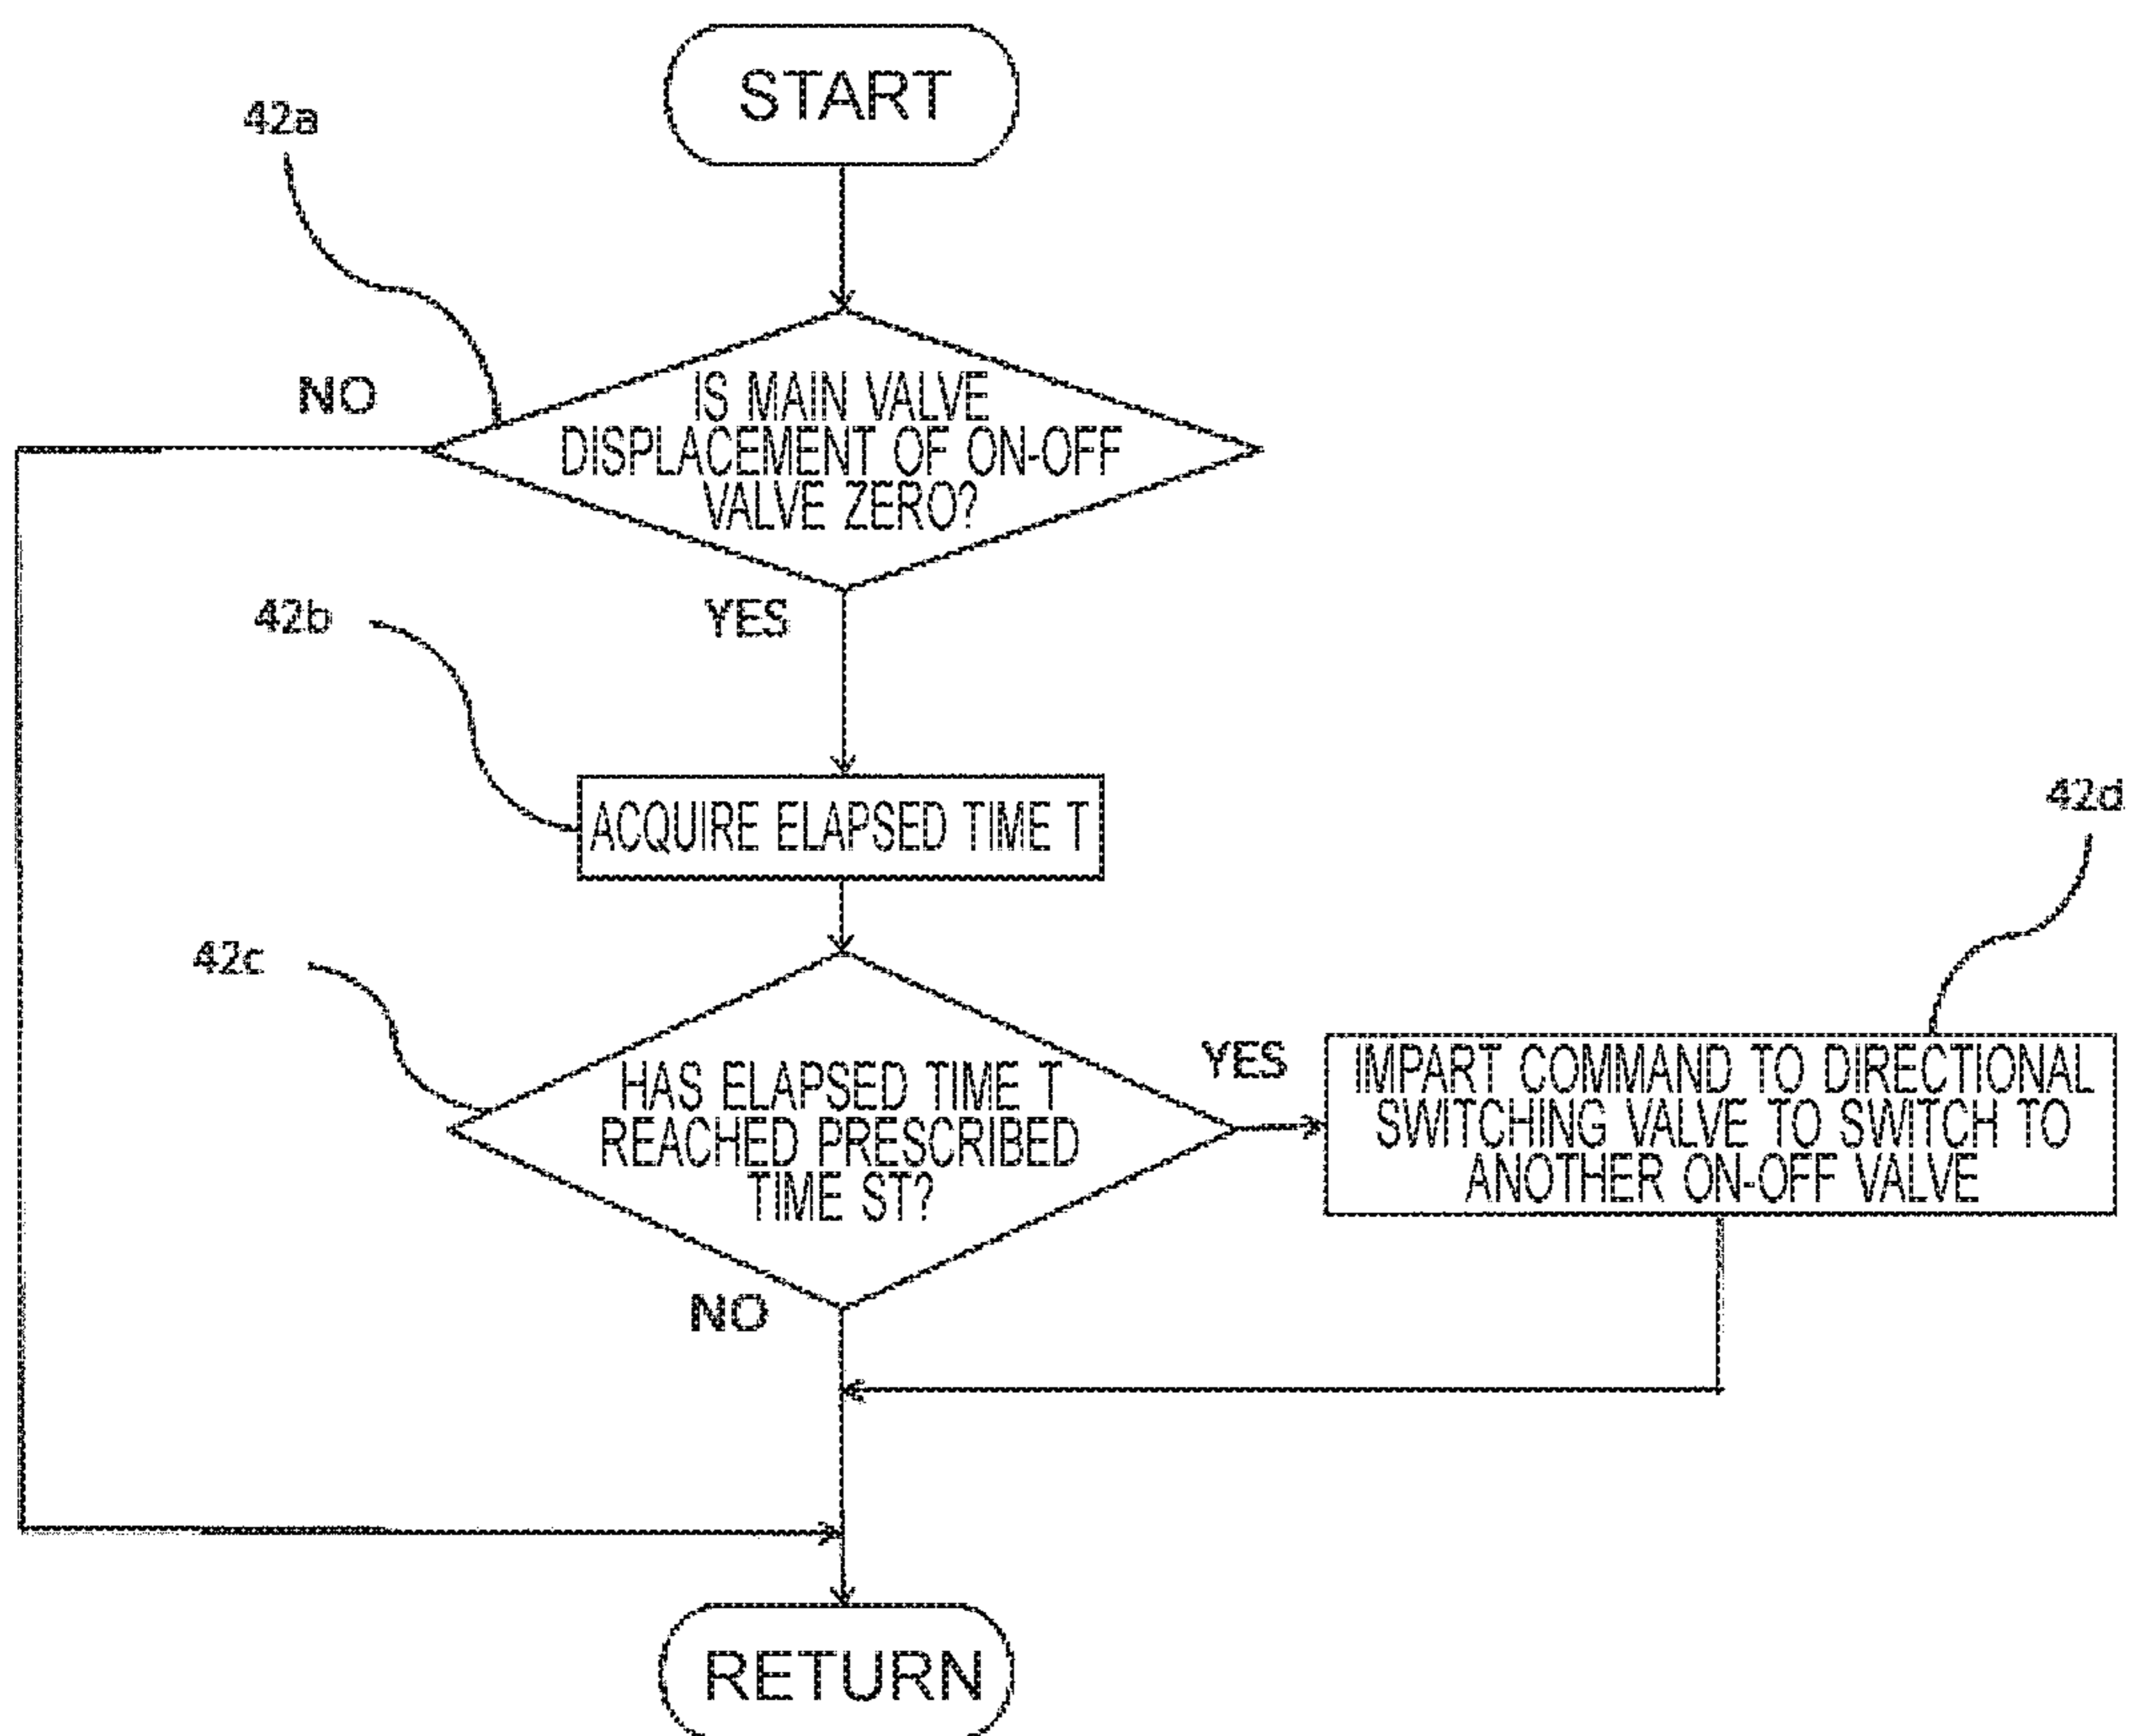 START
42a
NO
IS MAIN VALVE
DISPLACEMENT OF ON-OFF
VALVE ZERO?
YES
42b
ACQUIRE ELAPSED TIME T
42d
42c
HAS ELAPSED TIME T
REACHED PRESCRIBED
TIME ST?
YES
IMPART COMMAND TO DIRECTIONAL
SWITCHING VALVE TO SWITCH TO
ANOTHER ON-OFF VALVE
NO
RETURN